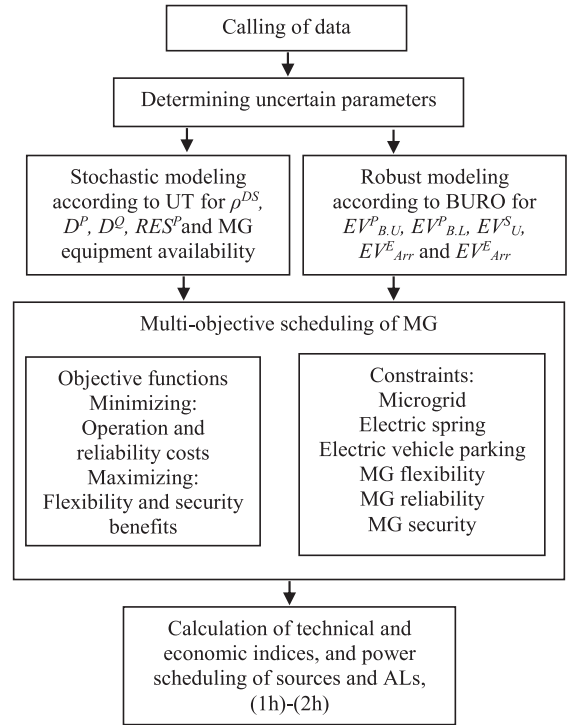 Calling of data
Determining uncertain parameters
Stochastic modeling
according to UT for ρ^DS,
D^P, D^Q, RES^P and MG
equipment availability
Robust modeling
according to BURO for
EV^P_B.U, EV^P_B.L, EV^S_U,
EV^E_Arr and EV^E_Arr
Multi-objective scheduling of MG
Objective functions
Minimizing:
Operation and
reliability costs
Maximizing:
Flexibility and security
benefits
Constraints:
Microgrid
Electric spring
Electric vehicle parking
MG flexibility
MG reliability
MG security
Calculation of technical and
economic indices, and power
scheduling of sources and ALs,
(1h)-(2h)